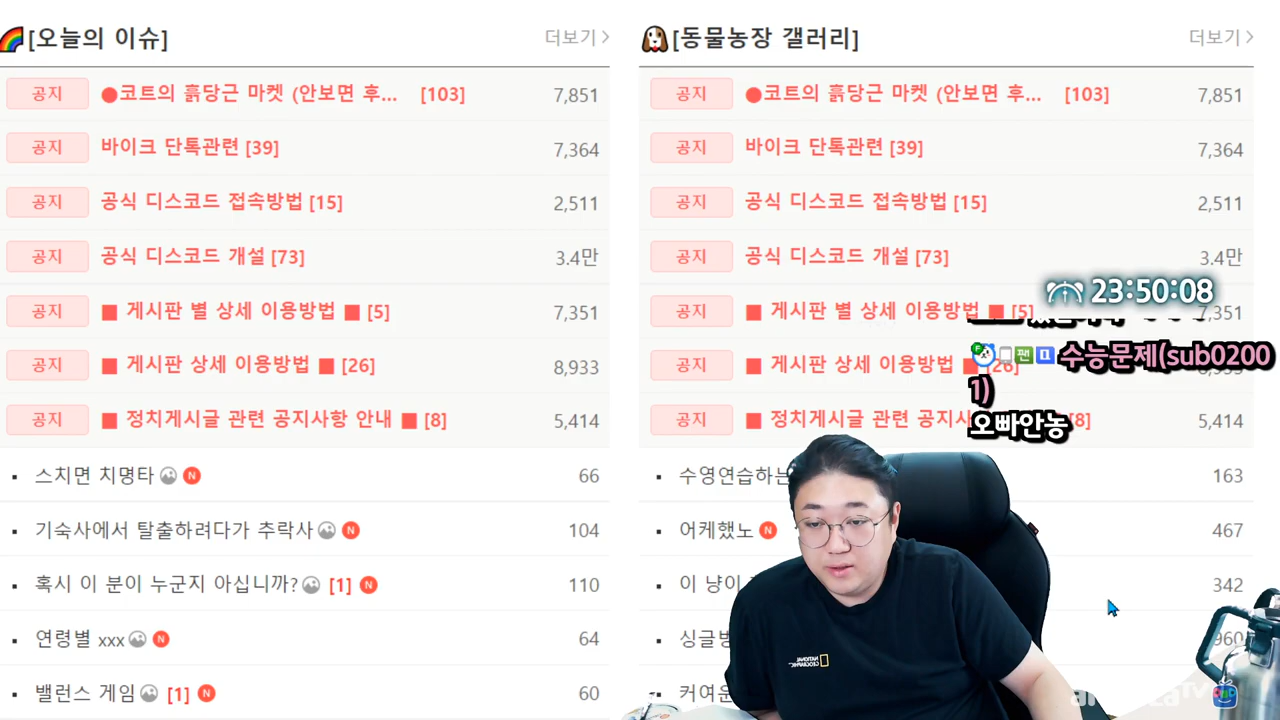 [오늘의 이슈]
더보기 >
공지 ●코트의 흙당근 마켓 (안보면 후... [103] 7,851
공지 바이크 단톡관련 [39] 7,364
공지 공식 디스코드 접속방법 [15] 2,511
공지 공식 디스코드 개설 [73] 3.4만
공지 ■ 게시판 별 상세 이용방법 ■ [5] 7,351
공지 ■ 게시판 상세 이용방법 ■ [26] 8,933
공지 ■ 정치게시글 관련 공지사항 안내 ■ [8] 5,414
스치면 치명타 N 66
기숙사에서 탈출하려다가 추락사 N 104
혹시 이 분이 누군지 아십니까? [1] N 110
연령별 xxx N 64
밸런스 게임 [1] N 60
[동물농장 갤러리]
더보기 >
공지 ●코트의 흙당근 마켓 (안보면 후... [103] 7,851
공지 바이크 단톡관련 [39] 7,364
공지 공식 디스코드 접속방법 [15] 2,511
공지 공식 디스코드 개설 [73] 3.4만
공지 ■ 게시판 별 상세 이용방법 ■ [5] 7,351
공지 ■ 게시판 상세 이용방법 ■ [26]
공지 ■ 정치게시글 관련 공지사 [8] 5,414
수영연습하는 163
어케했노 N 467
이 냥이 342
싱글벙 960
커여운
23:50:08
F 팬 수능문제(sub0200
1)
오빠안농
NATIONAL
GEOGRAPHIC